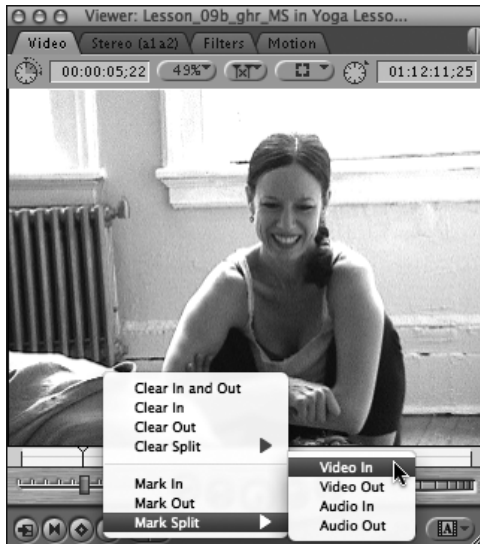 Viewer: Lesson_09b_ghr_MS in Yoga Lesso...
Video Stereo (a1a2) Filters Motion
00:00:05;22 49% 01:12:11;25
Clear In and Out
Clear In
Clear Out
Clear Split
Mark In
Mark Out
Mark Split
Video In
Video Out
Audio In
Audio Out
A